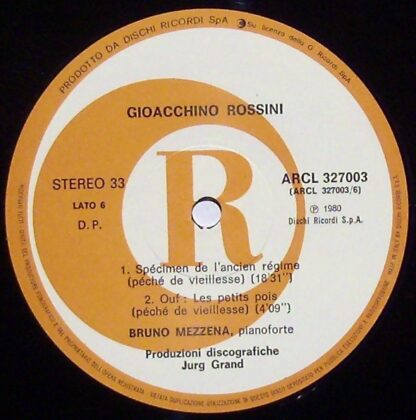 PRODOTTO DA DISCHI RICORDI SpA
Su licenza della G. Ricordi SpA
GIOACCHINO ROSSINI
R
STEREO 33
LATO 6
D.P.
ARCL 327003
(ARCL 327003/6)
℗ 1980
Dischi Ricordi S.p.A.
1. Spécimen de l'ancien régime
(péché de vieillesse) (18'31'')
2. Ouf: Les petits pois
(péché de vieillesse) (4'09'')
BRUNO MEZZENA, pianoforte
Produzioni discografiche
Jurg Grand